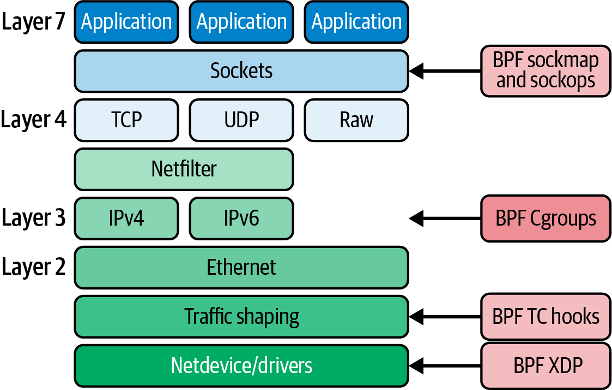 Layer 7
Application
Application
Application
Sockets
BPF sockmap
and sockops
Layer 4
TCP
UDP
Raw
Netfilter
Layer 3
IPv4
IPv6
BPF Cgroups
Layer 2
Ethernet
Traffic shaping
BPF TC hooks
Netdevice/drivers
BPF XDP